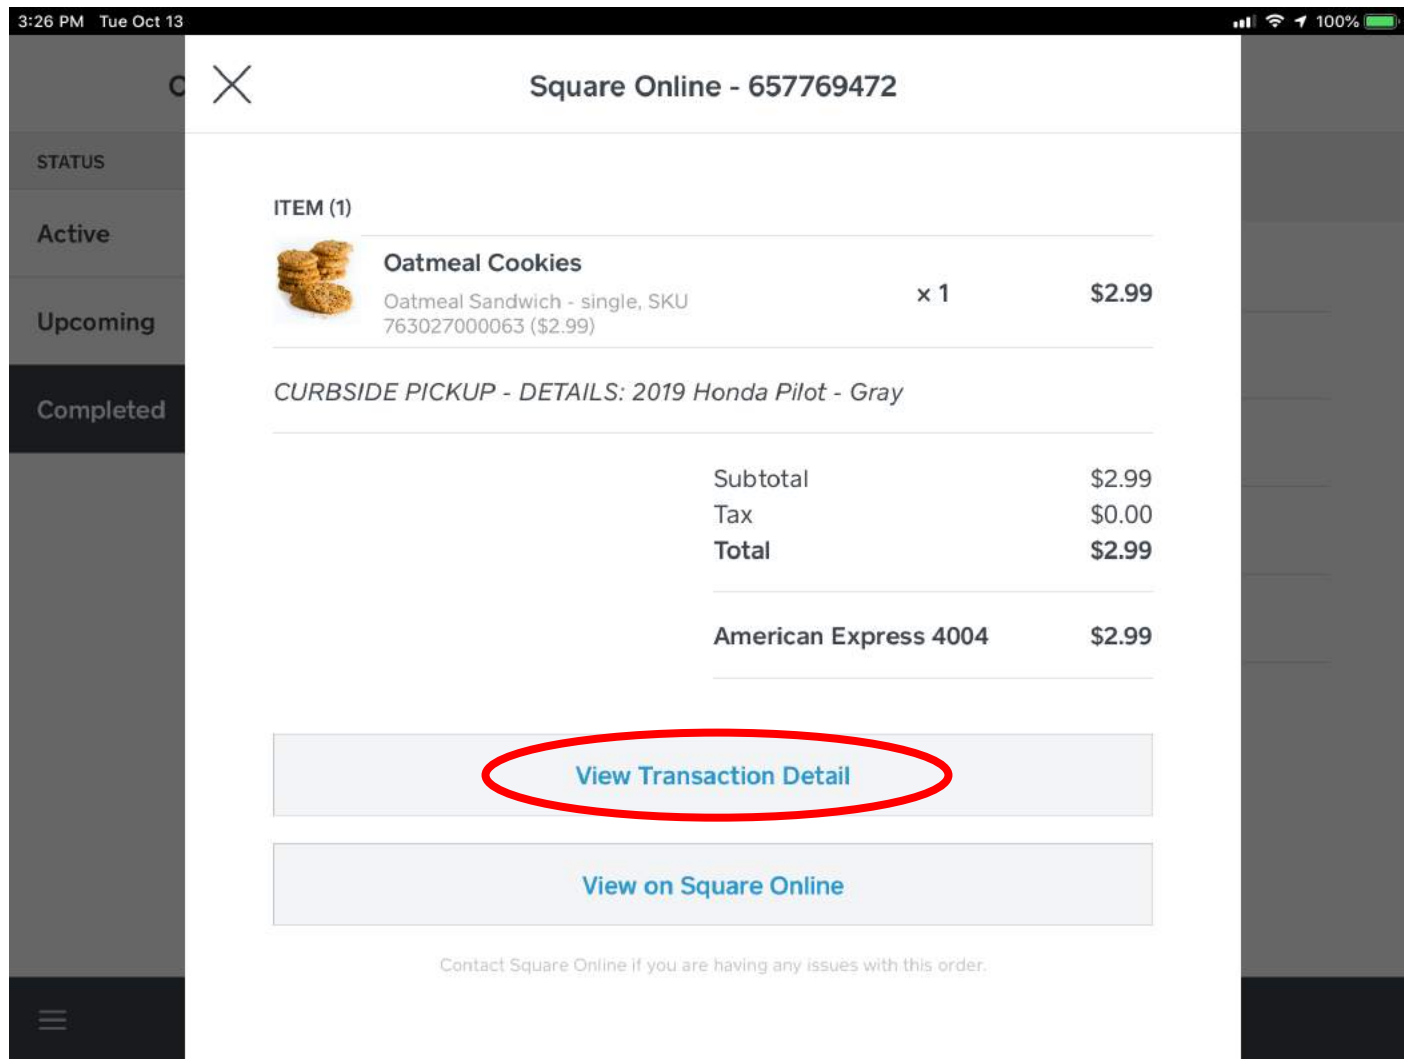 3:26 PM Tue Oct 13
100%
Square Online - 657769472
STATUS
Active
Upcoming
Completed
ITEM (1)
Oatmeal Cookies
Oatmeal Sandwich - single, SKU
763027000063 ($2.99)
x 1
$2.99
CURBSIDE PICKUP - DETAILS: 2019 Honda Pilot - Gray
Subtotal $2.99
Tax $0.00
Total $2.99
American Express 4004 $2.99
View Transaction Detail
View on Square Online
Contact Square Online if you are having any issues with this order.